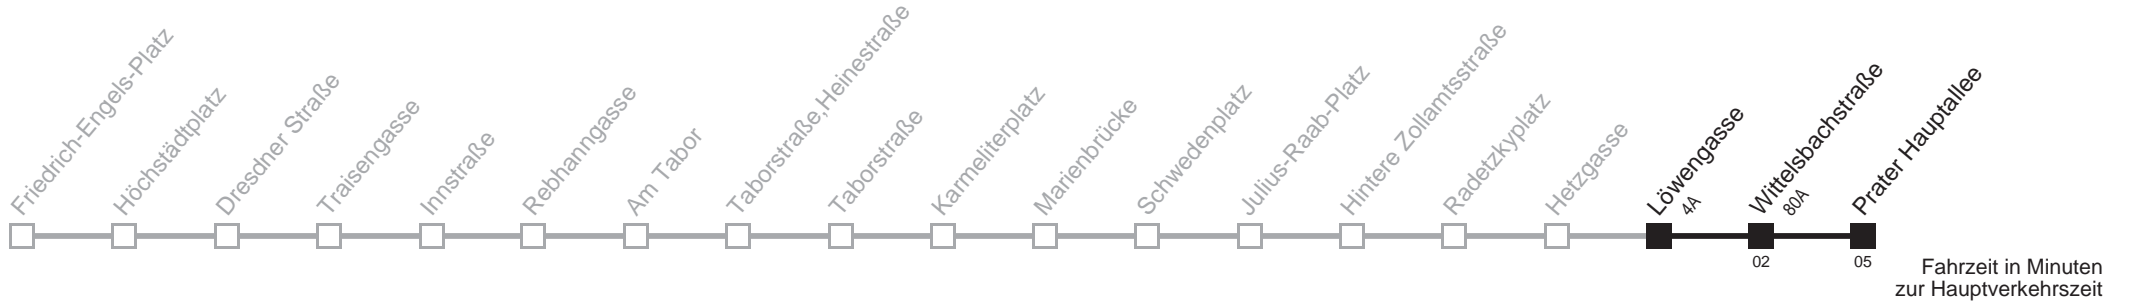 Friedrich-Engels-Platz
Höchstädtplatz
Dresdner Straße
Traisengasse
Innstraße
Rebhanngasse
Am Tabor
Taborstraße,Heinestraße
Taborstraße
Karmeliterplatz
Marienbrücke
Schwedenplatz
Julius-Raab-Platz
Hintere Zollamtsstraße
Radetzkyplatz
Hetzgasse
Löwengasse
4A
Wittelsbachstraße
80A
Prater Hauptallee
02
05
Fahrzeit in Minuten
zur Hauptverkehrszeit